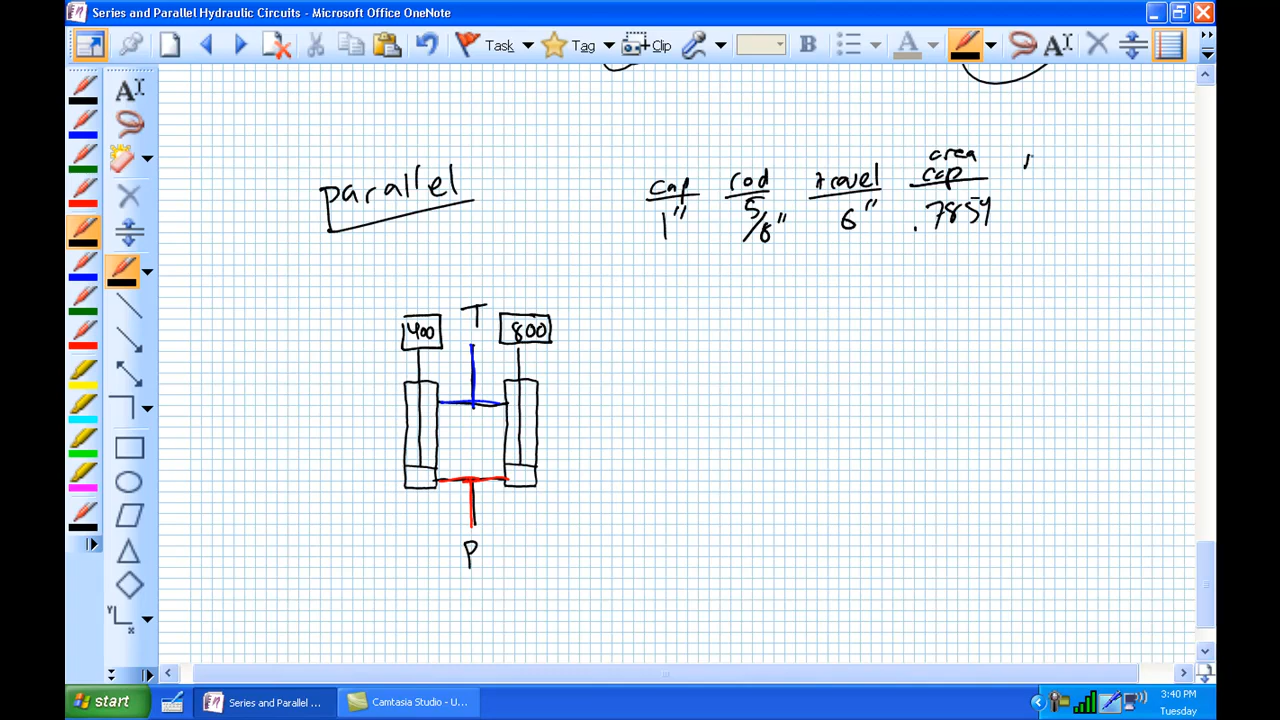 Series and Parallel Hydraulic Circuits - Microsoft Office OneNote
Task Tag Clip B A A
A
parallel
cap rod travel area cap
1" 5/8" 6" .7854
400 T 800
P
start Series and Parallel ... Camtasia Studio - U... 3:40 PM
Tuesday